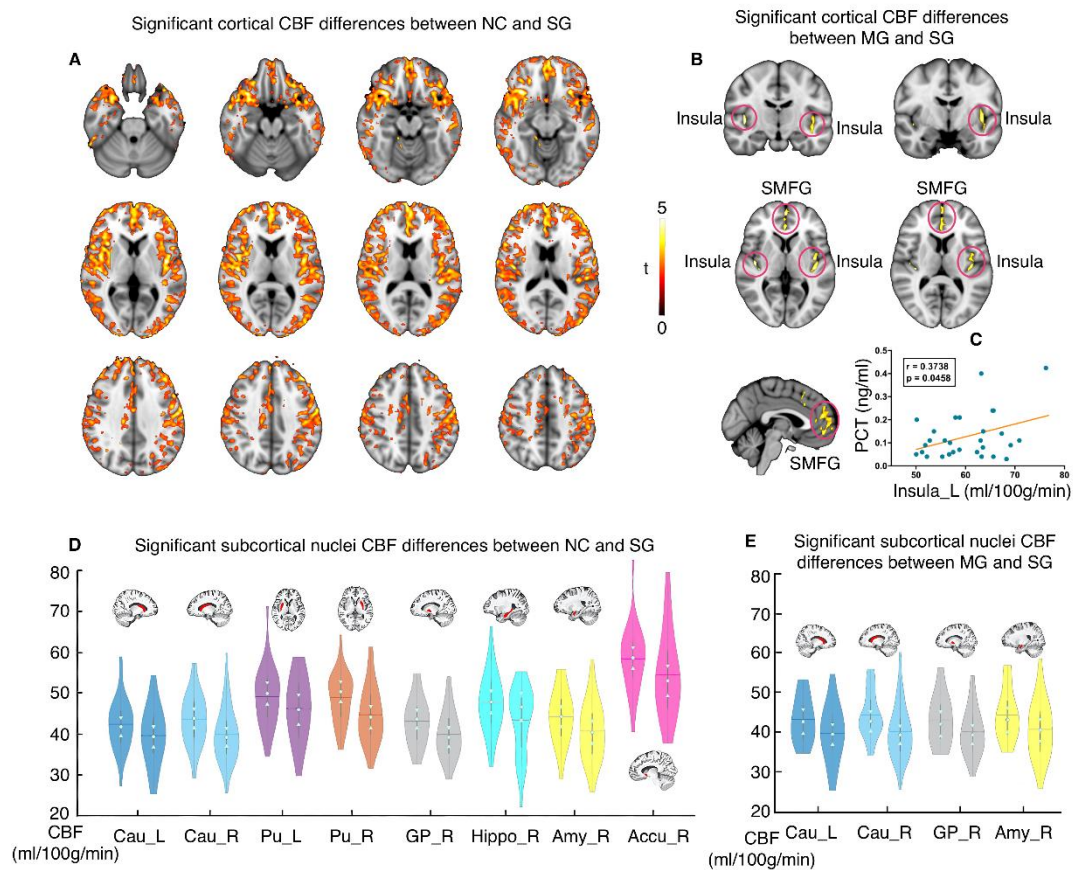 Significant cortical CBF differences between NC and SG
A
5
t
0
Significant cortical CBF differences
between MG and SG
B
Insula
Insula
Insula
SMFG
SMFG
Insula
Insula
Insula
SMFG
C
r = 0.3738
p = 0.0458
PCT (ng/ml)
0.5
0.4
0.3
0.2
0.1
0.0
40
50
60
70
80
Insula_L (ml/100g/min)
D
Significant subcortical nuclei CBF differences between NC and SG
80
70
60
50
40
30
20
CBF
(ml/100g/min)
Cau_L
Cau_R
Pu_L
Pu_R
GP_R
Hippo_R
Amy_R
Accu_R
E
Significant subcortical nuclei CBF
differences between MG and SG
80
70
60
50
40
30
20
CBF
(ml/100g/min)
Cau_L
Cau_R
GP_R
Amy_R